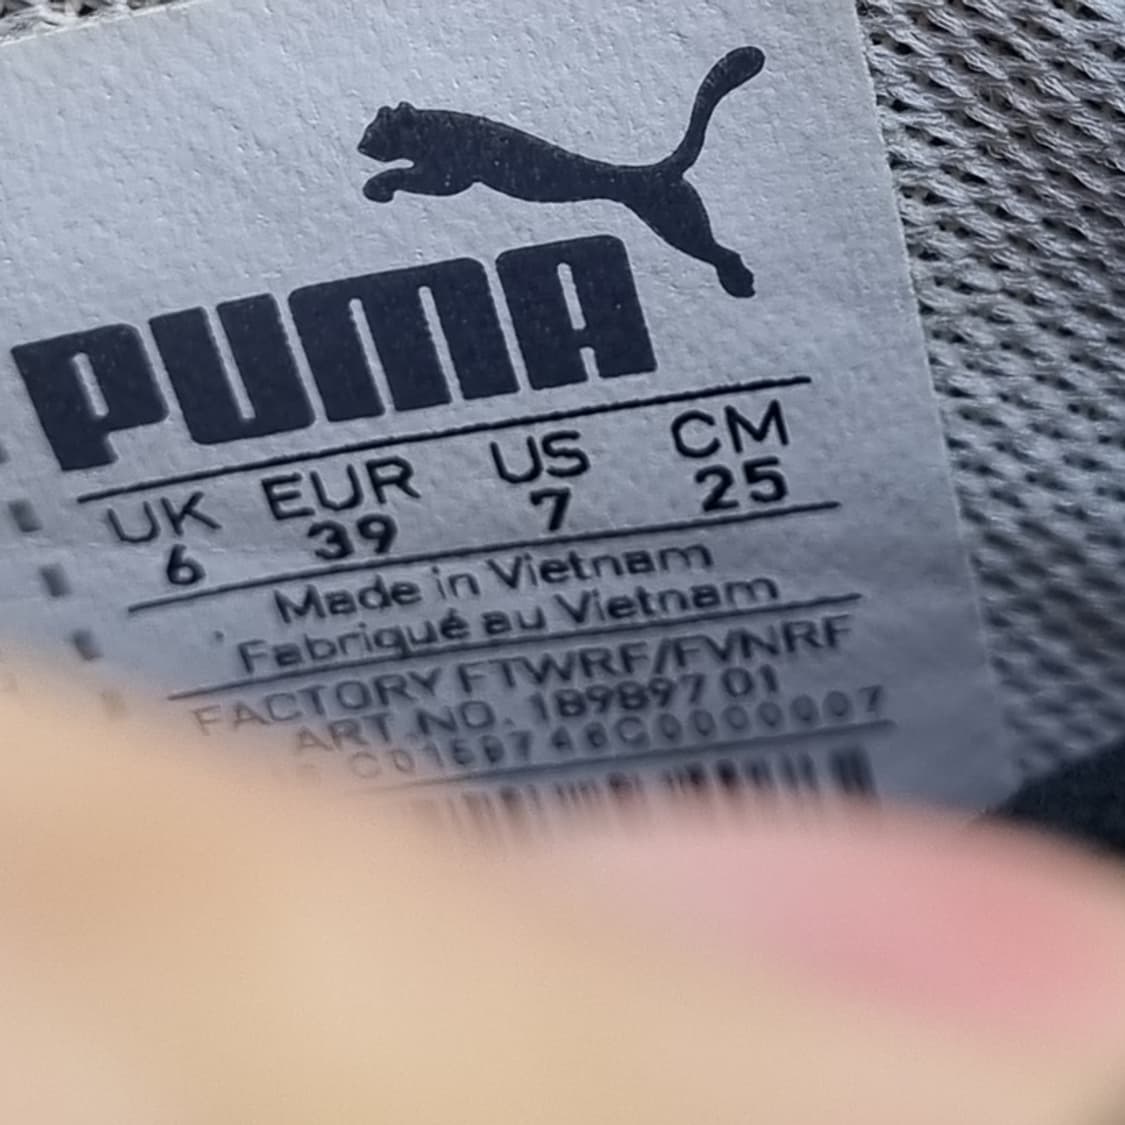 PUMA
UK EUR US CM
6 39 7 25
Made in Vietnam
Fabriqué au Vietnam
FACTORY FTWRF/FVNRF
ART NO. 189897 01